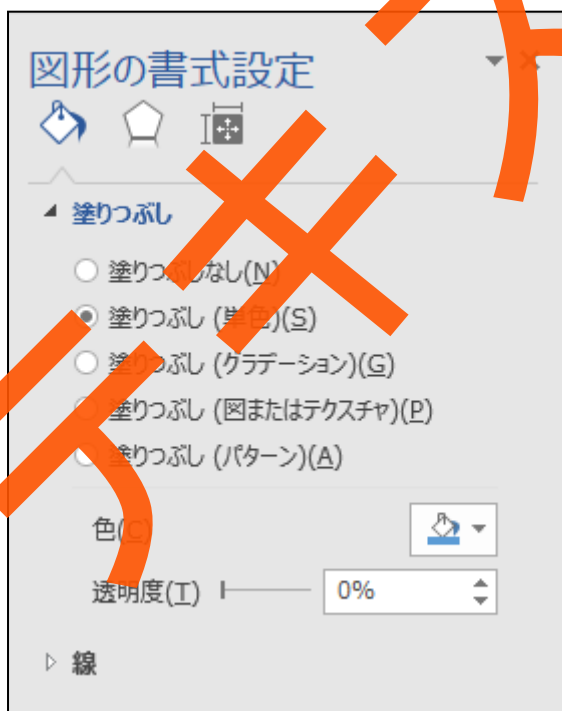 図形の書式設定
塗りつぶし
塗りつぶしなし(N)
塗りつぶし (単色)(S)
塗りつぶし (グラデーション)(G)
塗りつぶし (図またはテクスチャ)(P)
塗りつぶし (パターン)(A)
色(C)
透明度(T) 0%
線